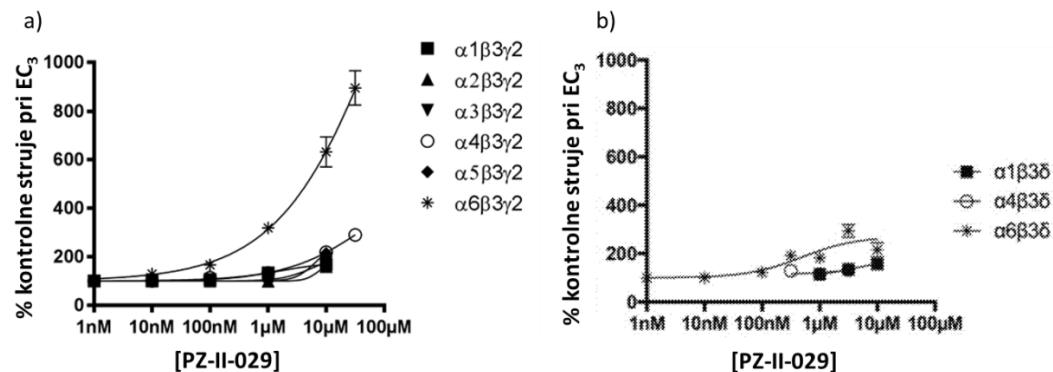 a)
% kontrolne struje pri EC3
1000
800
600
400
200
0
1nM 10nM 100nM 1μM 10μM 100μM
[PZ-II-029]
α1β3γ2
α2β3γ2
α3β3γ2
α4β3γ2
α5β3γ2
α6β3γ2
b)
% kontrolne struje pri EC3
1000
800
600
400
200
0
1nM 10nM 100nM 1μM 10μM 100μM
[PZ-II-029]
α1β3δ
α4β3δ
α6β3δ